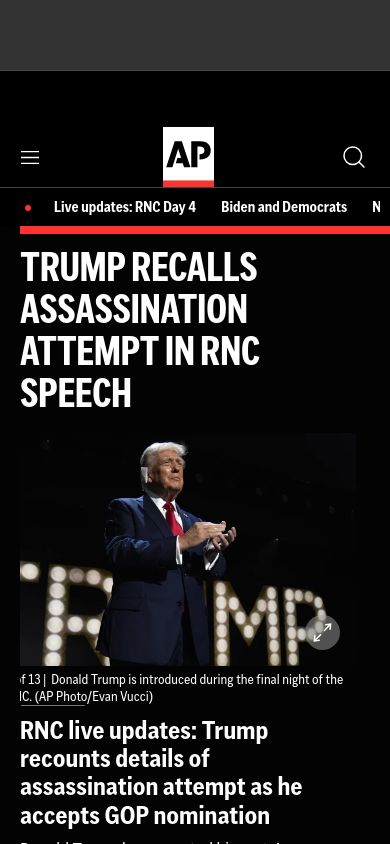 AP
Live updates: RNC Day 4 Biden and Democrats N
TRUMP RECALLS
ASSASSINATION
ATTEMPT IN RNC
SPEECH
TRUMP
of 13 | Donald Trump is introduced during the final night of the
IC. (AP Photo/Evan Vucci)
RNC live updates: Trump
recounts details of
assassination attempt as he
accepts GOP nomination